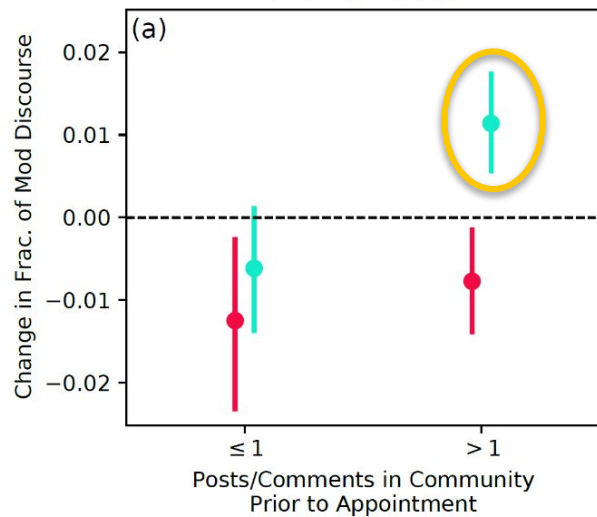 (a)
0.02
0.01
0.00
−0.01
−0.02
Change in Frac. of Mod Discourse
≤ 1
> 1
Posts/Comments in Community
Prior to Appointment